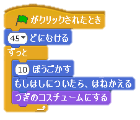 がクリックされたとき
45 どにむける
ずっと
10 ほうごかす
もしはしについたら、はねかえる
つぎのコスチュームにする